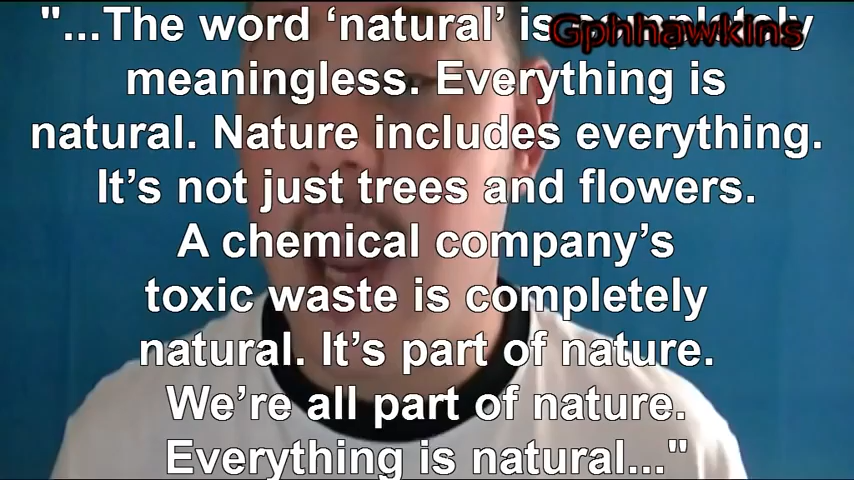 "...The word ‘natural’ is completely
Gphhawkins
meaningless. Everything is
natural. Nature includes everything.
It’s not just trees and flowers.
A chemical company’s
toxic waste is completely
natural. It’s part of nature.
We’re all part of nature.
Everything is natural..."